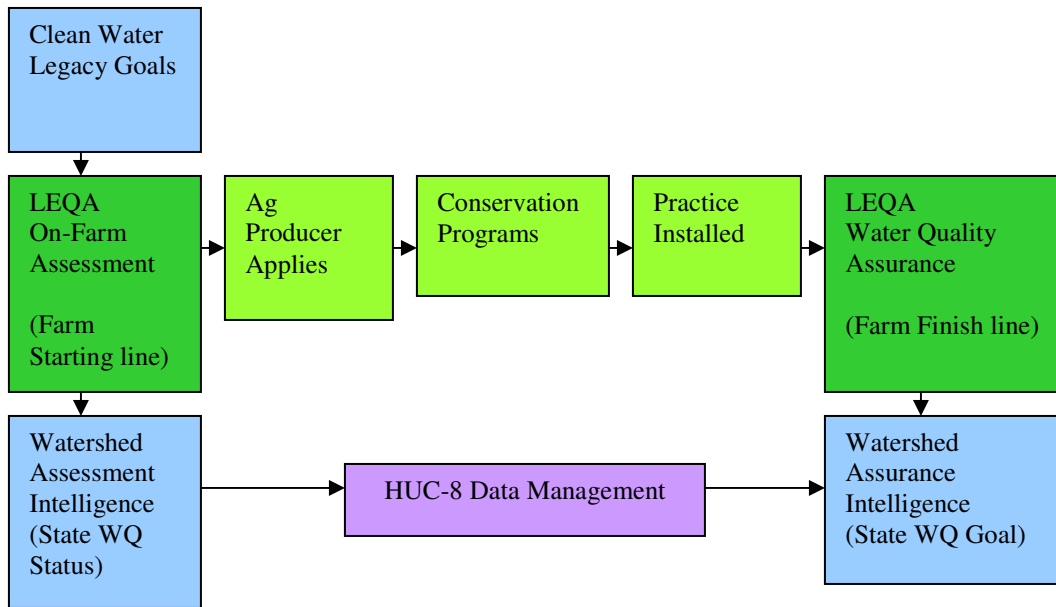 Clean Water
Legacy Goals
LEQA
On-Farm
Assessment
(Farm
Starting line)
Ag
Producer
Applies
Conservation
Programs
Practice
Installed
LEQA
Water Quality
Assurance
(Farm Finish line)
Watershed
Assessment
Intelligence
(State WQ
Status)
HUC-8 Data Management
Watershed
Assurance
Intelligence
(State WQ Goal)